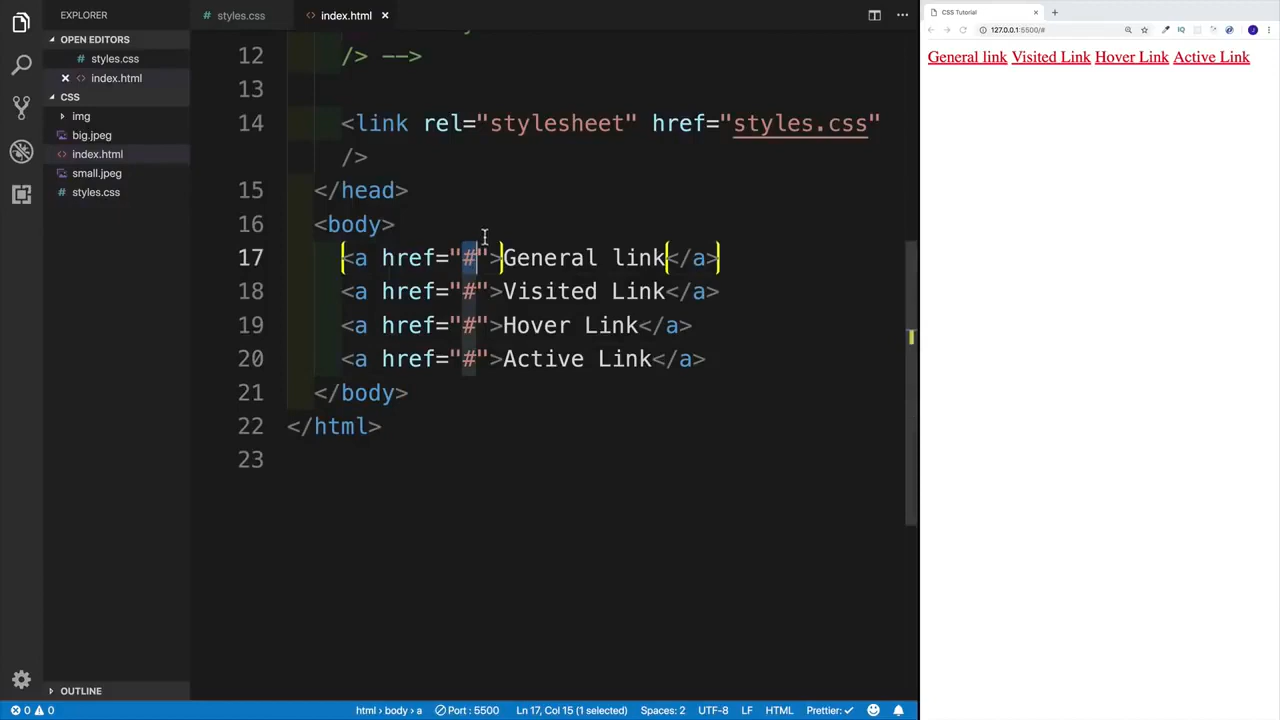 EXPLORER
OPEN EDITORS
styles.css
index.html
CSS
img
big.jpeg
index.html
small.jpeg
styles.css
OUTLINE
styles.css
index.html
12 /> -->
13
14 <link rel="stylesheet" href="styles.css"
/>
15 </head>
16 <body>
17 <a href="#">General link</a>
18 <a href="#">Visited Link</a>
19 <a href="#">Hover Link</a>
20 <a href="#">Active Link</a>
21 </body>
22 </html>
23
0 0 html › body › a Port : 5500 Ln 17, Col 15 (1 selected) Spaces: 2 UTF-8 LF HTML Prettier: ✓
CSS Tutorial
127.0.0.1:5500/#
General link Visited Link Hover Link Active Link